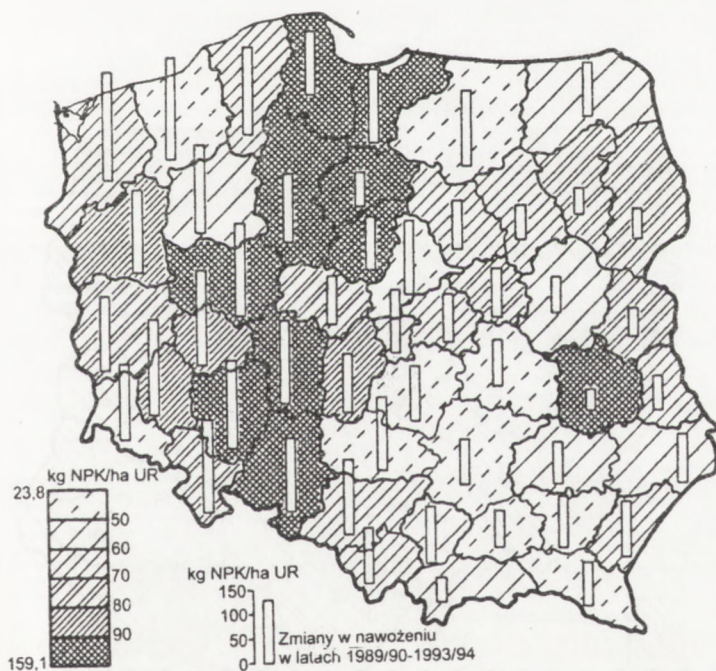 kg NPK/ha UR
23,8
50
60
70
80
90
159,1
kg NPK/ha UR
150
100
50
0
Zmiany w nawożeniu
w latach 1989/90-1993/94